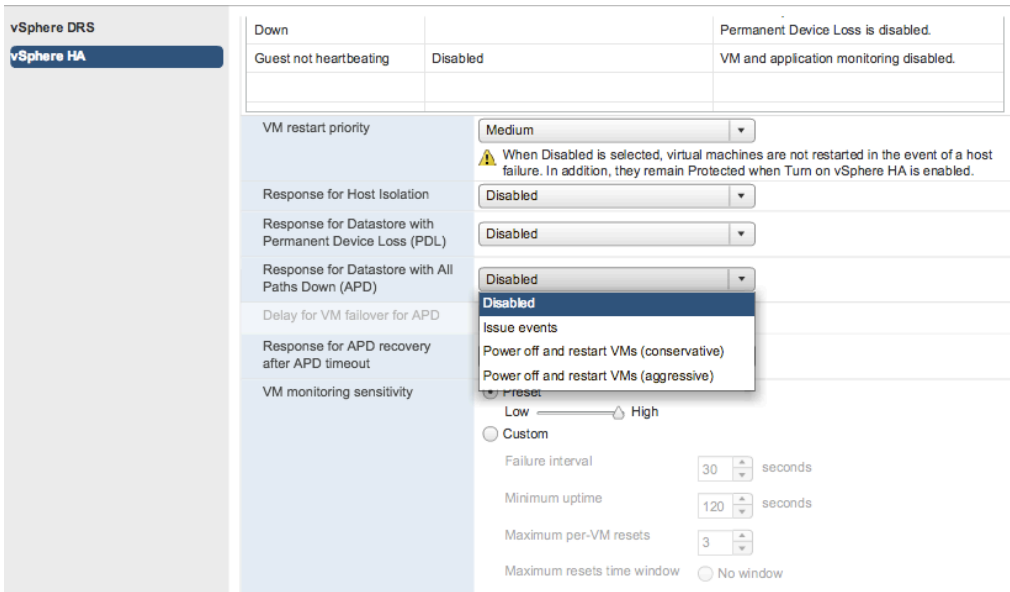 vSphere DRS
vSphere HA
Down
Permanent Device Loss is disabled.
Guest not heartbeating
Disabled
VM and application monitoring disabled.
VM restart priority
Medium
When Disabled is selected, virtual machines are not restarted in the event of a host
failure. In addition, they remain Protected when Turn on vSphere HA is enabled.
Response for Host Isolation
Disabled
Response for Datastore with
Permanent Device Loss (PDL)
Disabled
Response for Datastore with All
Paths Down (APD)
Disabled
Disabled
Issue events
Power off and restart VMs (conservative)
Power off and restart VMs (aggressive)
Delay for VM failover for APD
Response for APD recovery
after APD timeout
VM monitoring sensitivity
Preset
Low
High
Custom
Failure interval
30
seconds
Minimum uptime
120
seconds
Maximum per-VM resets
3
Maximum resets time window
No window